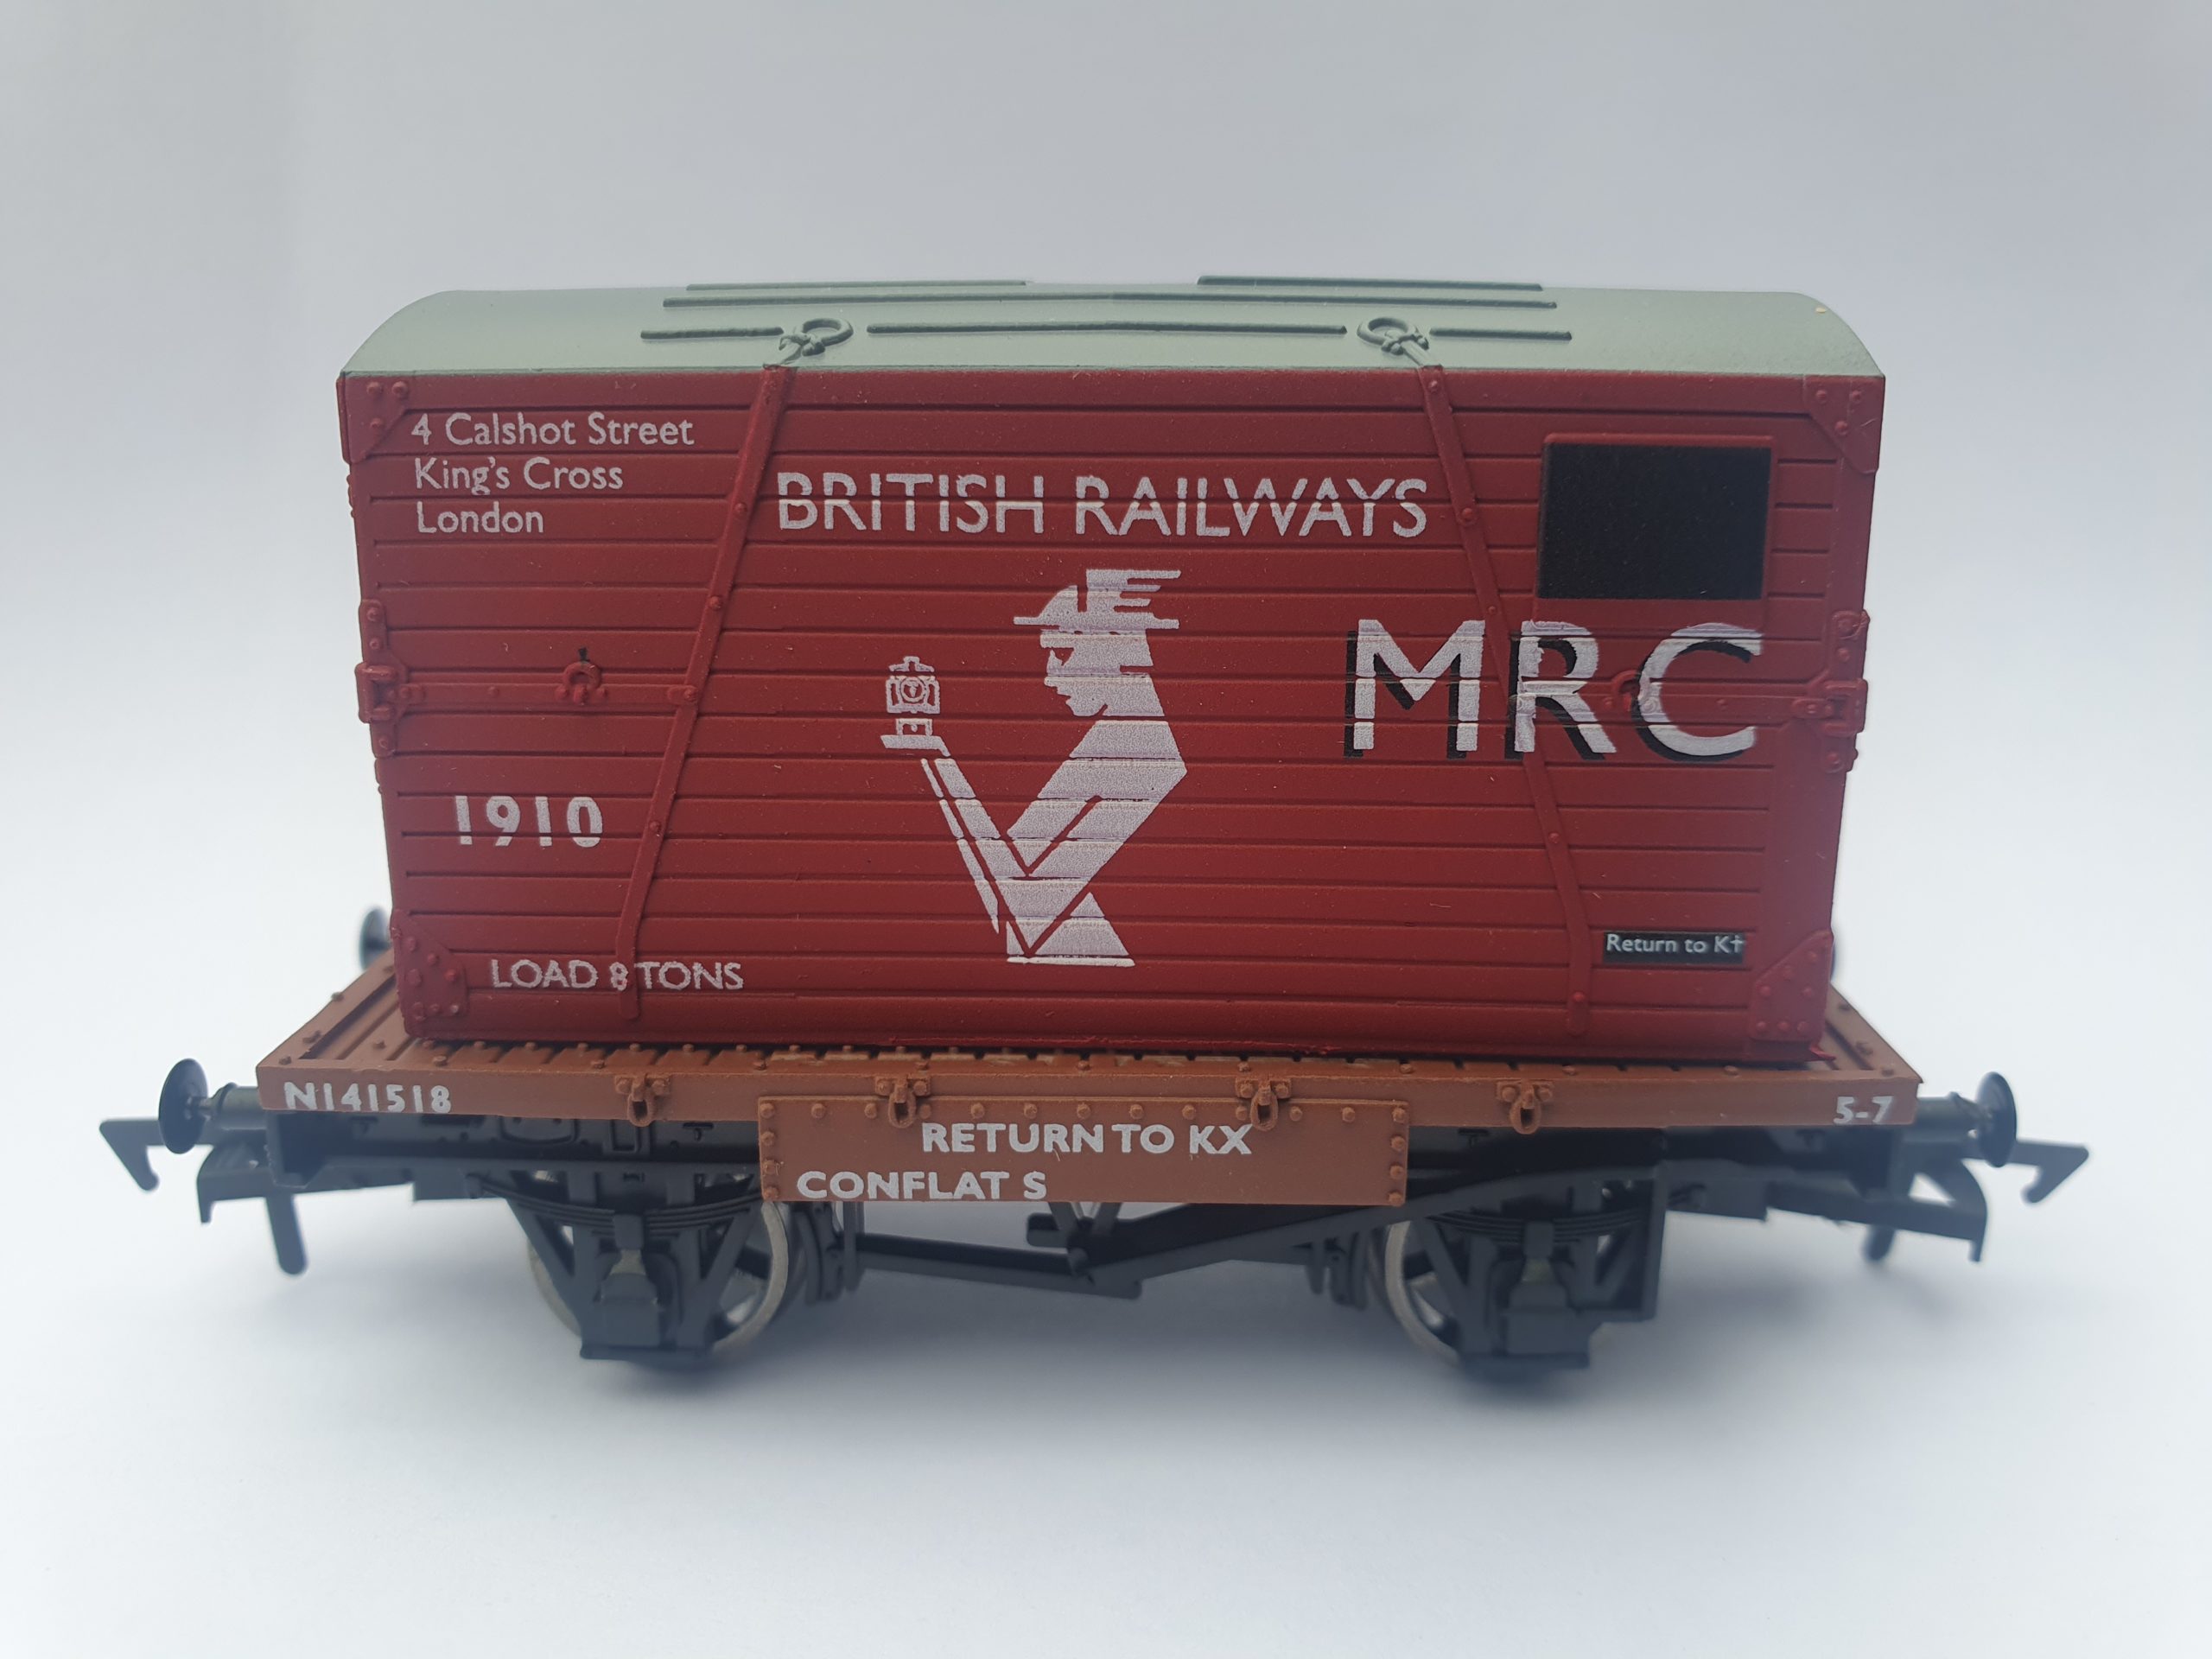 4 Calshot Street
King's Cross
London
BRITISH RAILWAYS
MRC
1910
LOAD 8 TONS
Return to K†
N141518
5-7
RETURN TO KX
CONFLAT S